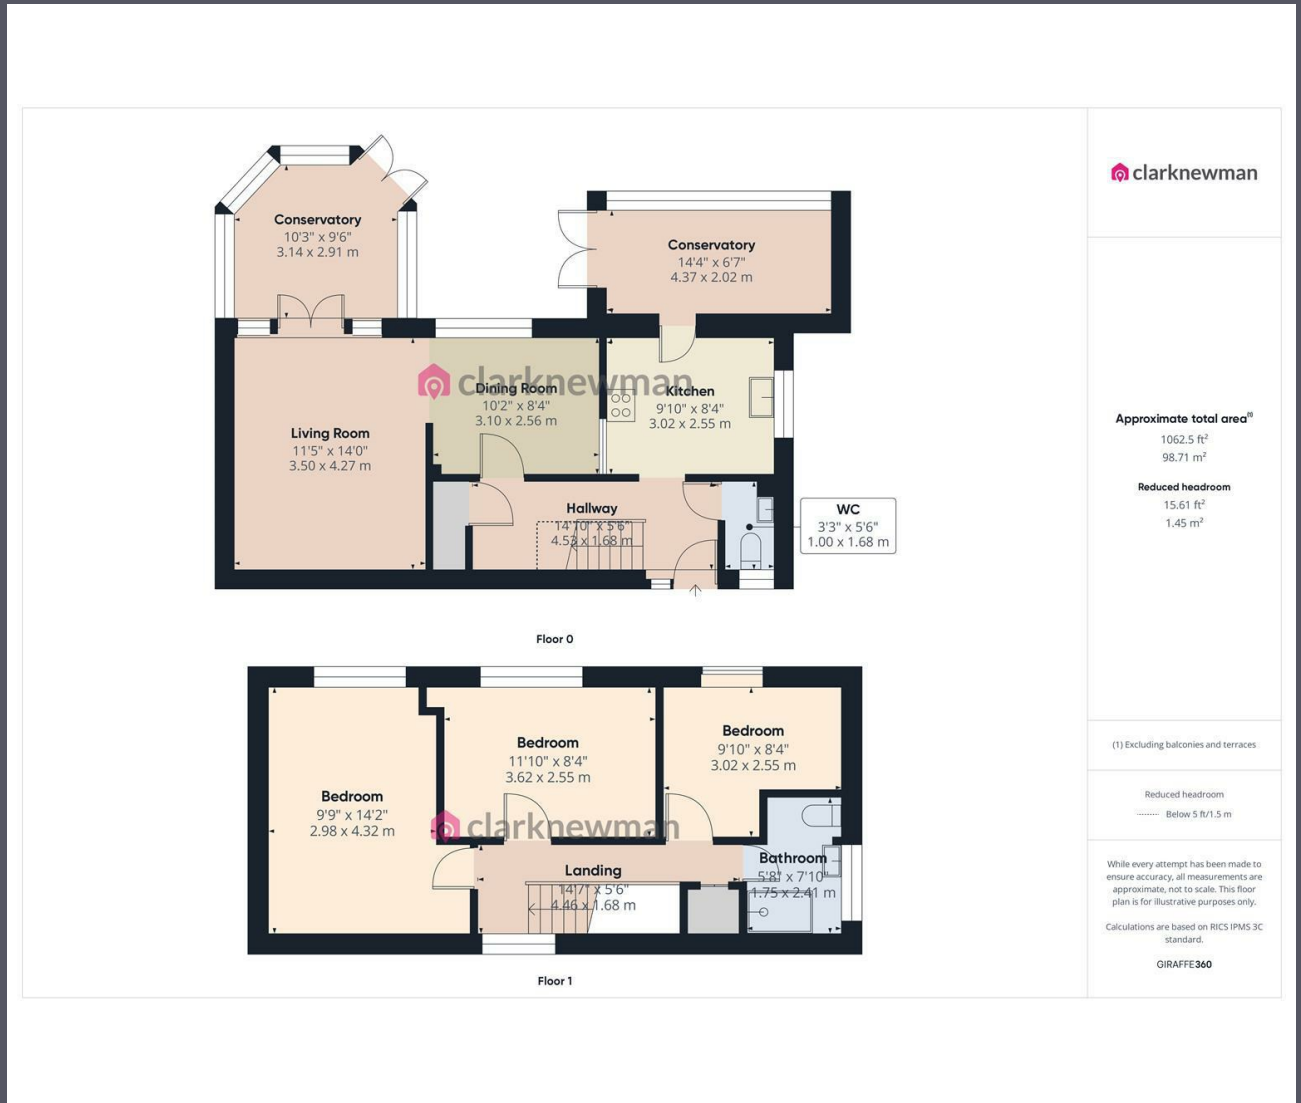 Conservatory
10'3" x 9'6"
3.14 x 2.91 m
Conservatory
14'4" x 6'7"
4.37 x 2.02 m
clarknewman
Dining Room
10'2" x 8'4"
3.10 x 2.56 m
Kitchen
9'10" x 8'4"
3.02 x 2.55 m
Living Room
11'5" x 14'0"
3.50 x 4.27 m
Hallway
14'10" x 5'6"
4.53 x 1.68 m
WC
3'3" x 5'6"
1.00 x 1.68 m
Floor 0
Bedroom
9'9" x 14'2"
2.98 x 4.32 m
Bedroom
11'10" x 8'4"
3.62 x 2.55 m
Bedroom
9'10" x 8'4"
3.02 x 2.55 m
clarknewman
Landing
14'7" x 5'6"
4.46 x 1.68 m
Bathroom
5'8" x 7'10"
1.75 x 2.41 m
Floor 1
clarknewman
Approximate total area(1)
1062.5 ft²
98.71 m²
Reduced headroom
15.61 ft²
1.45 m²
(1) Excluding balconies and terraces
Reduced headroom
Below 5 ft/1.5 m
While every attempt has been made to
ensure accuracy, all measurements are
approximate, not to scale. This floor
plan is for illustrative purposes only.
Calculations are based on RICS IPMS 3C
standard.
GIRAFFE360